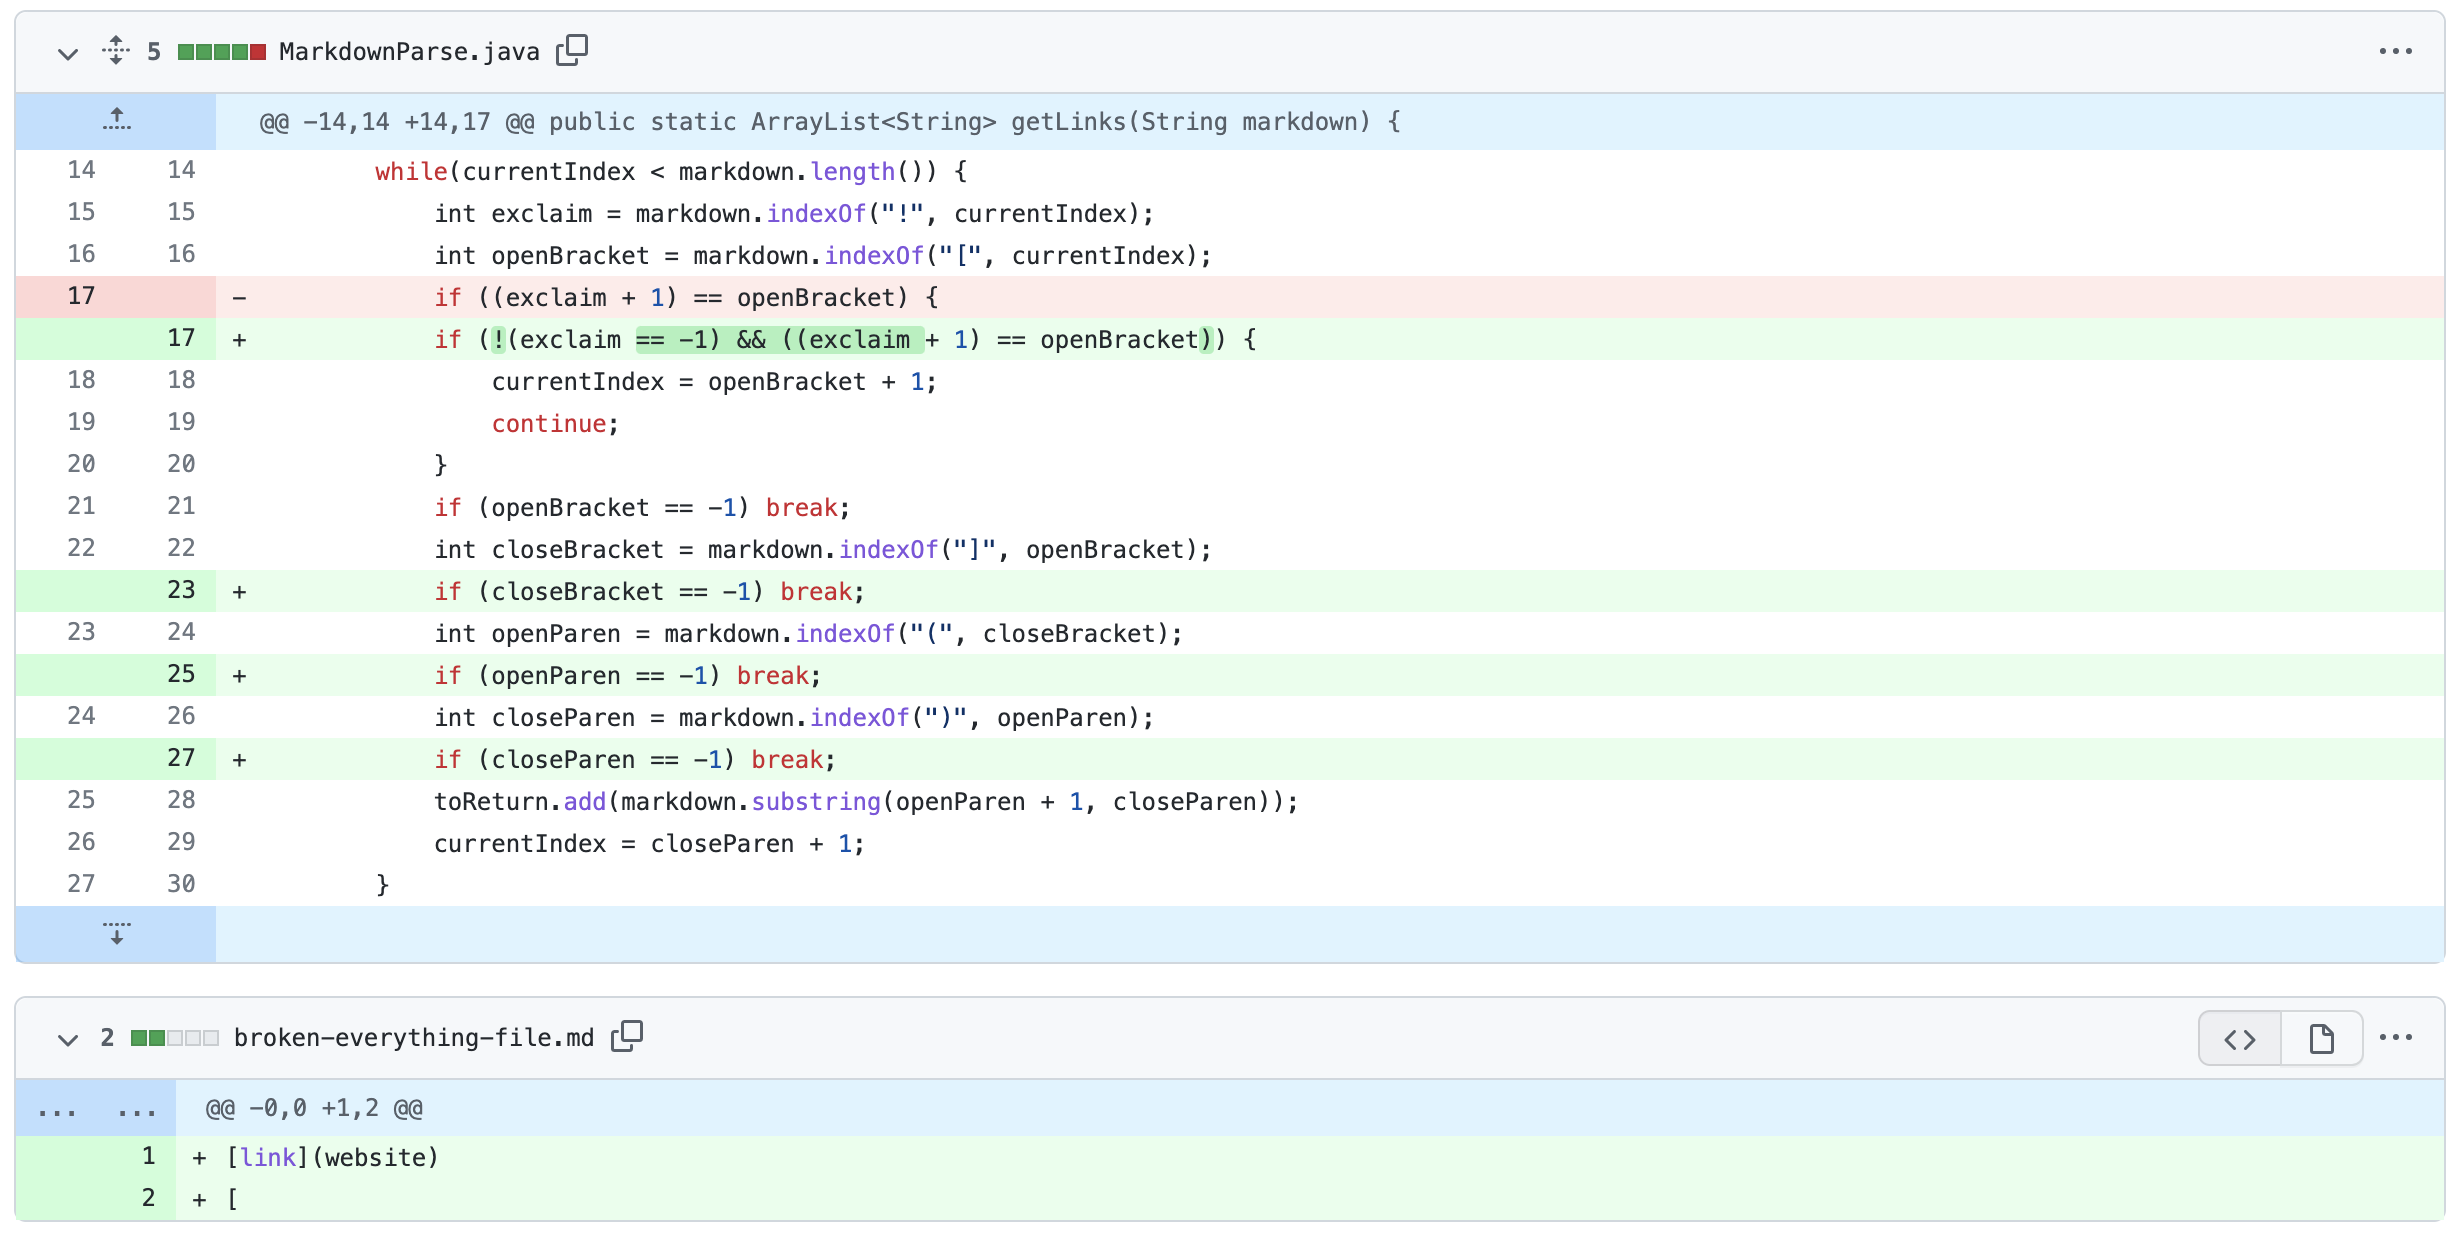 5 MarkdownParse.java
@@ -14,14 +14,17 @@ public static ArrayList<String> getLinks(String markdown) {
14 14 while(currentIndex < markdown.length()) {
15 15 int exclaim = markdown.indexOf("!", currentIndex);
16 16 int openBracket = markdown.indexOf("[", currentIndex);
17 - if ((exclaim + 1) == openBracket) {
17 + if (!(exclaim == -1) && ((exclaim + 1) == openBracket)) {
18 18 currentIndex = openBracket + 1;
19 19 continue;
20 20 }
21 21 if (openBracket == -1) break;
22 22 int closeBracket = markdown.indexOf("]", openBracket);
23 + if (closeBracket == -1) break;
23 24 int openParen = markdown.indexOf("(", closeBracket);
25 + if (openParen == -1) break;
24 26 int closeParen = markdown.indexOf(")", openParen);
27 + if (closeParen == -1) break;
25 28 toReturn.add(markdown.substring(openParen + 1, closeParen));
26 29 currentIndex = closeParen + 1;
27 30 }
2 broken-everything-file.md
... ... @@ -0,0 +1,2 @@
1 + [link](website)
2 + [